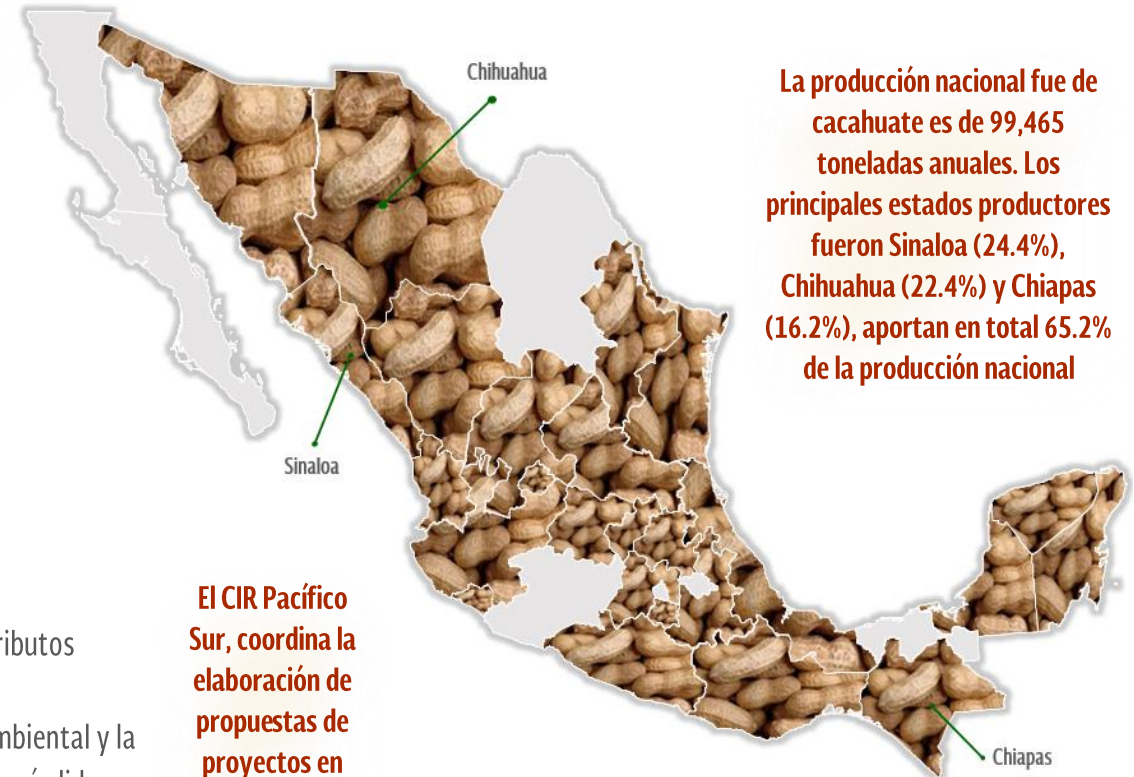 Chihuahua
La producción nacional fue de
cacahuate es de 99,465
toneladas anuales. Los
principales estados productores
fueron Sinaloa (24.4%),
Chihuahua (22.4%) y Chiapas
(16.2%), aportan en total 65.2%
de la producción nacional
Sinaloa
El CIR Pacífico
Sur, coordina la
elaboración de
propuestas de
proyectos en
ributos
mbiental y la
Chiapas